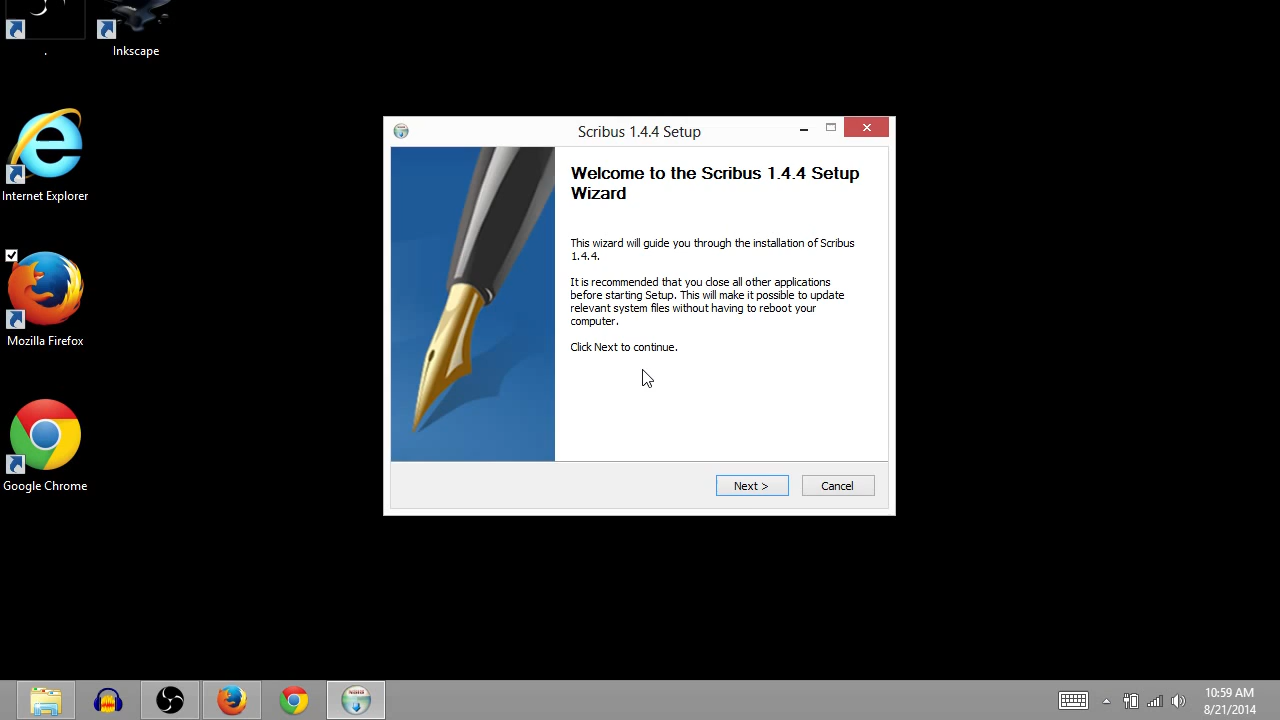 .
Inkscape
Internet Explorer
Mozilla Firefox
Google Chrome
Scribus 1.4.4 Setup
Welcome to the Scribus 1.4.4 Setup
Wizard
This wizard will guide you through the installation of Scribus
1.4.4.
It is recommended that you close all other applications
before starting Setup. This will make it possible to update
relevant system files without having to reboot your
computer.
Click Next to continue.
Next >
Cancel
10:59 AM
8/21/2014